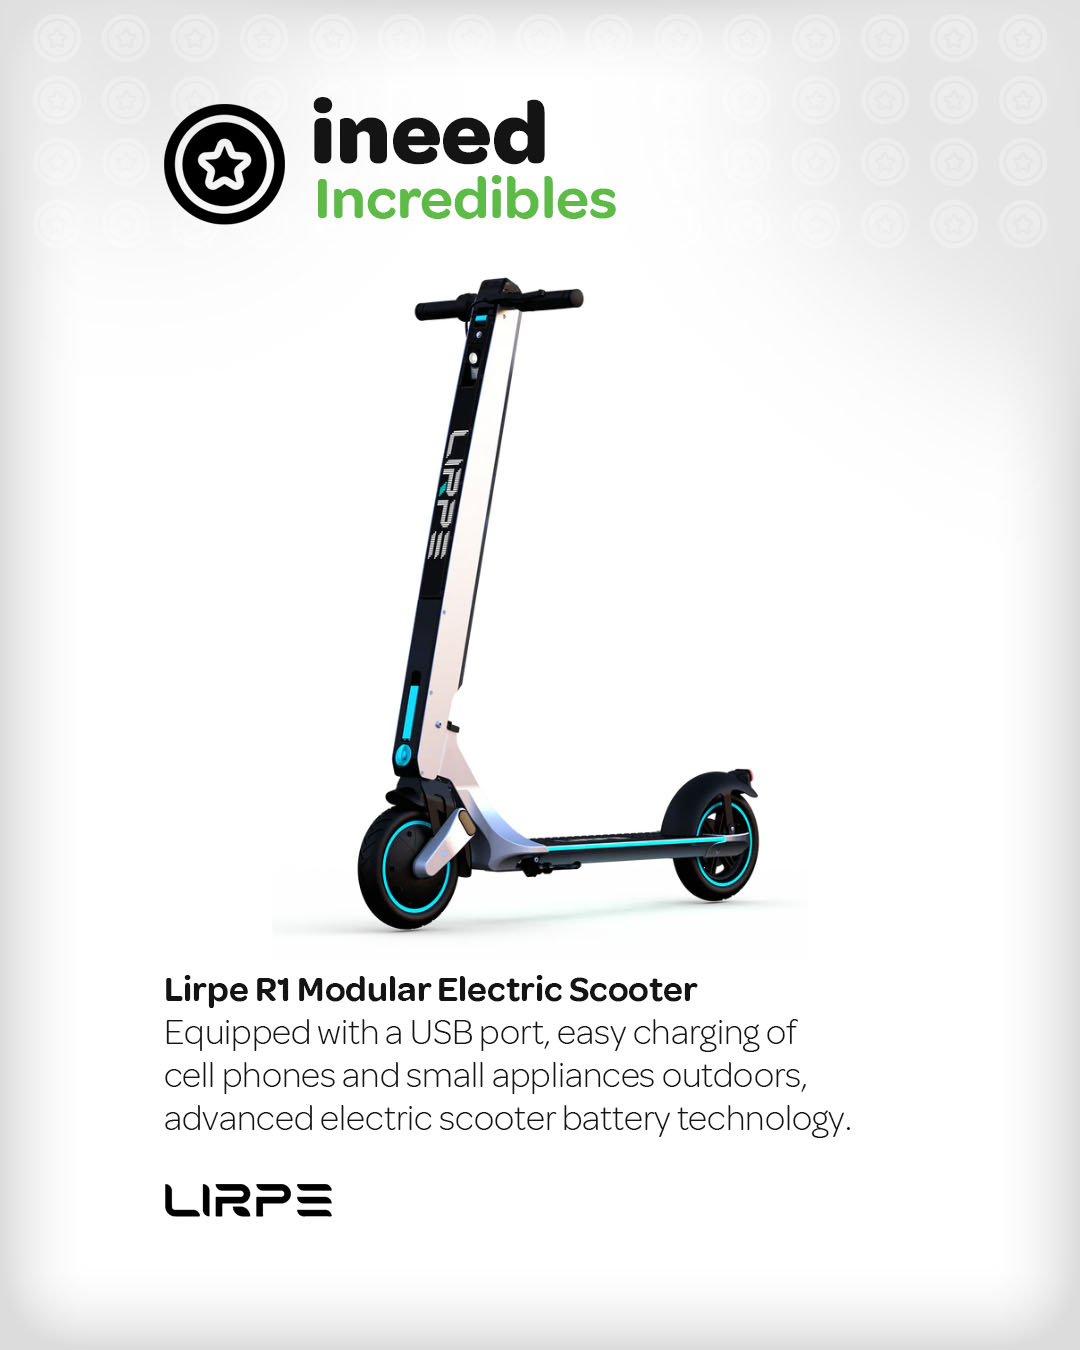 ineed
Incredibles
LIRPE
Lirpe R1 Modular Electric Scooter
Equipped with a USB port, easy charging of
cell phones and small appliances outdoors,
advanced electric scooter battery technology.
LIRPE